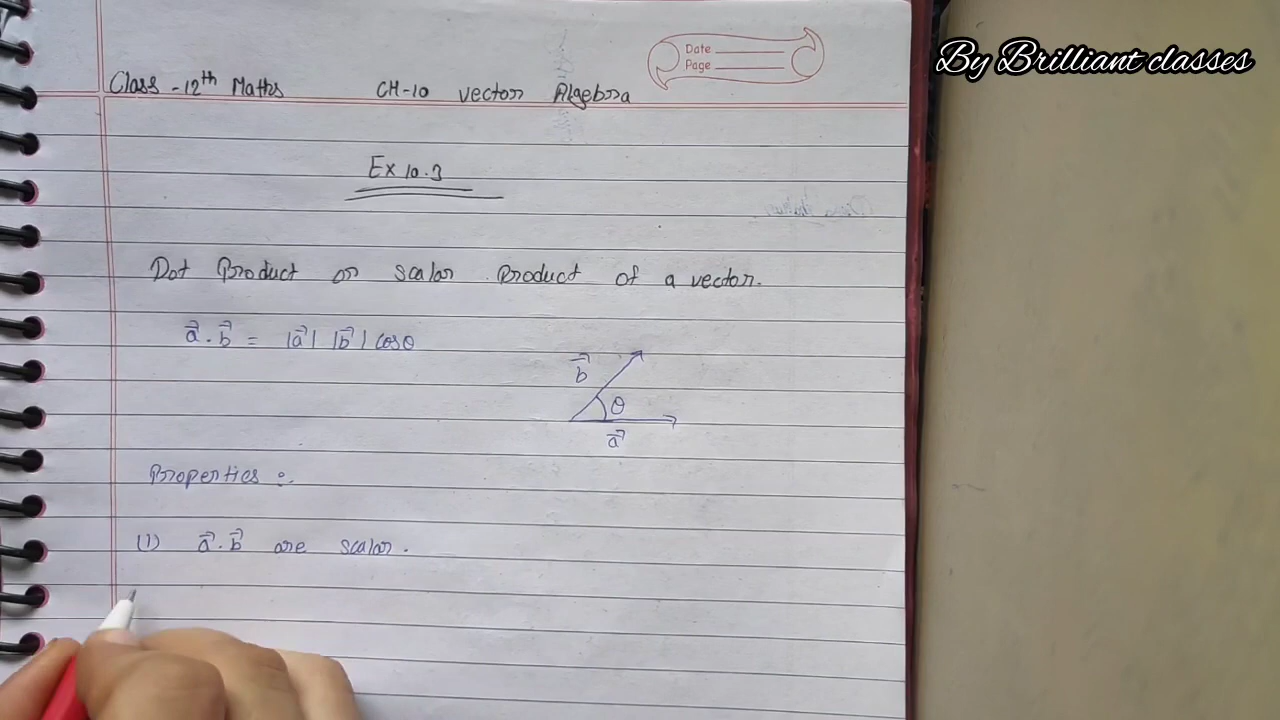 By Brilliant classes
Date
Page
Class -12th Maths CH-10 vector Algebra
Ex 10.3
Dot Product or scalar Product of a vector.
a⃗.b⃗ = |a⃗| |b⃗| cosθ
b⃗
θ
a⃗
Properties :.
(1) a⃗.b⃗ are scalar.